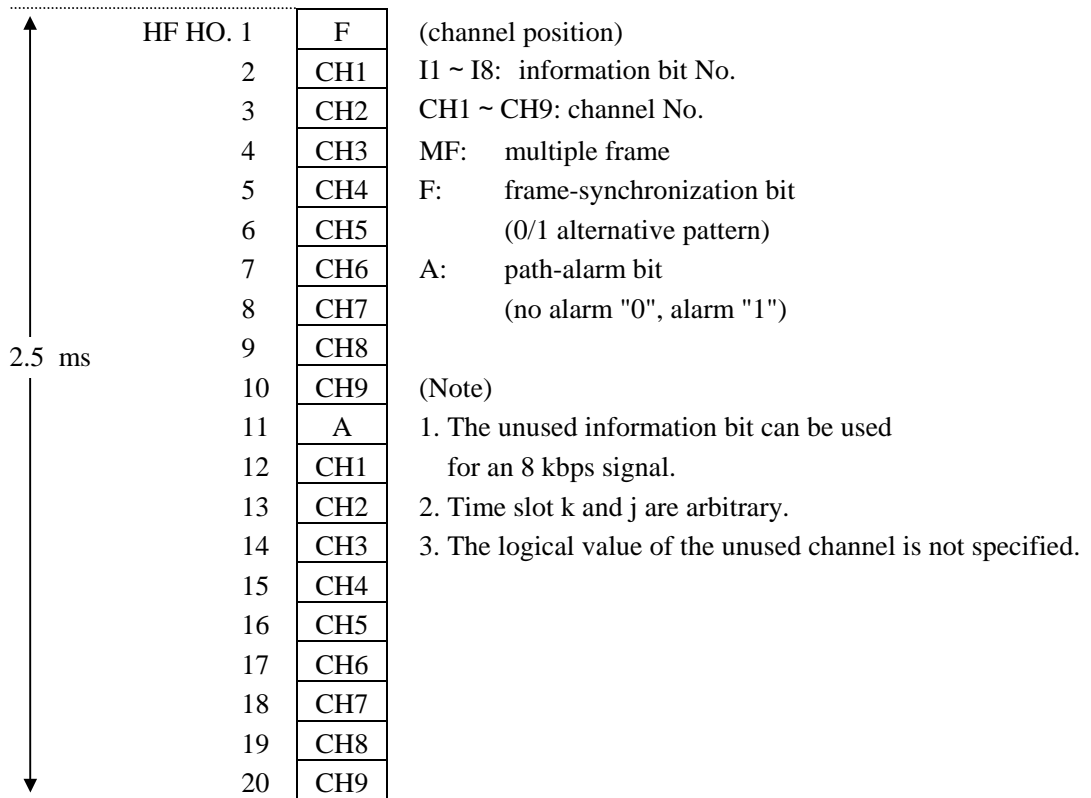 HF HO. 1 F (channel position)
2 CH1 I1 ~ I8: information bit No.
3 CH2 CH1 ~ CH9: channel No.
4 CH3 MF: multiple frame
5 CH4 F: frame-synchronization bit
6 CH5 (0/1 alternative pattern)
7 CH6 A: path-alarm bit
8 CH7 (no alarm "0", alarm "1")
2.5 ms 9 CH8
10 CH9 (Note)
11 A 1. The unused information bit can be used
12 CH1 for an 8 kbps signal.
13 CH2 2. Time slot k and j are arbitrary.
14 CH3 3. The logical value of the unused channel is not specified.
15 CH4
16 CH5
17 CH6
18 CH7
19 CH8
20 CH9